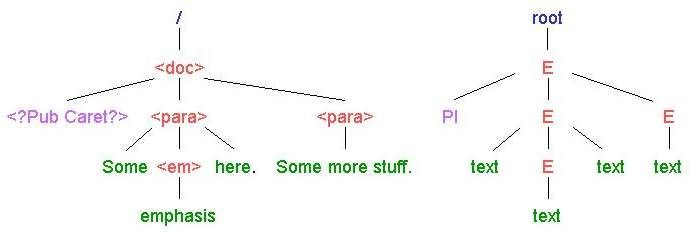 / root
<doc> E
<?Pub Caret?> <para> <para> PI E E
Some <em> here. Some more stuff. text E text text
emphasis text